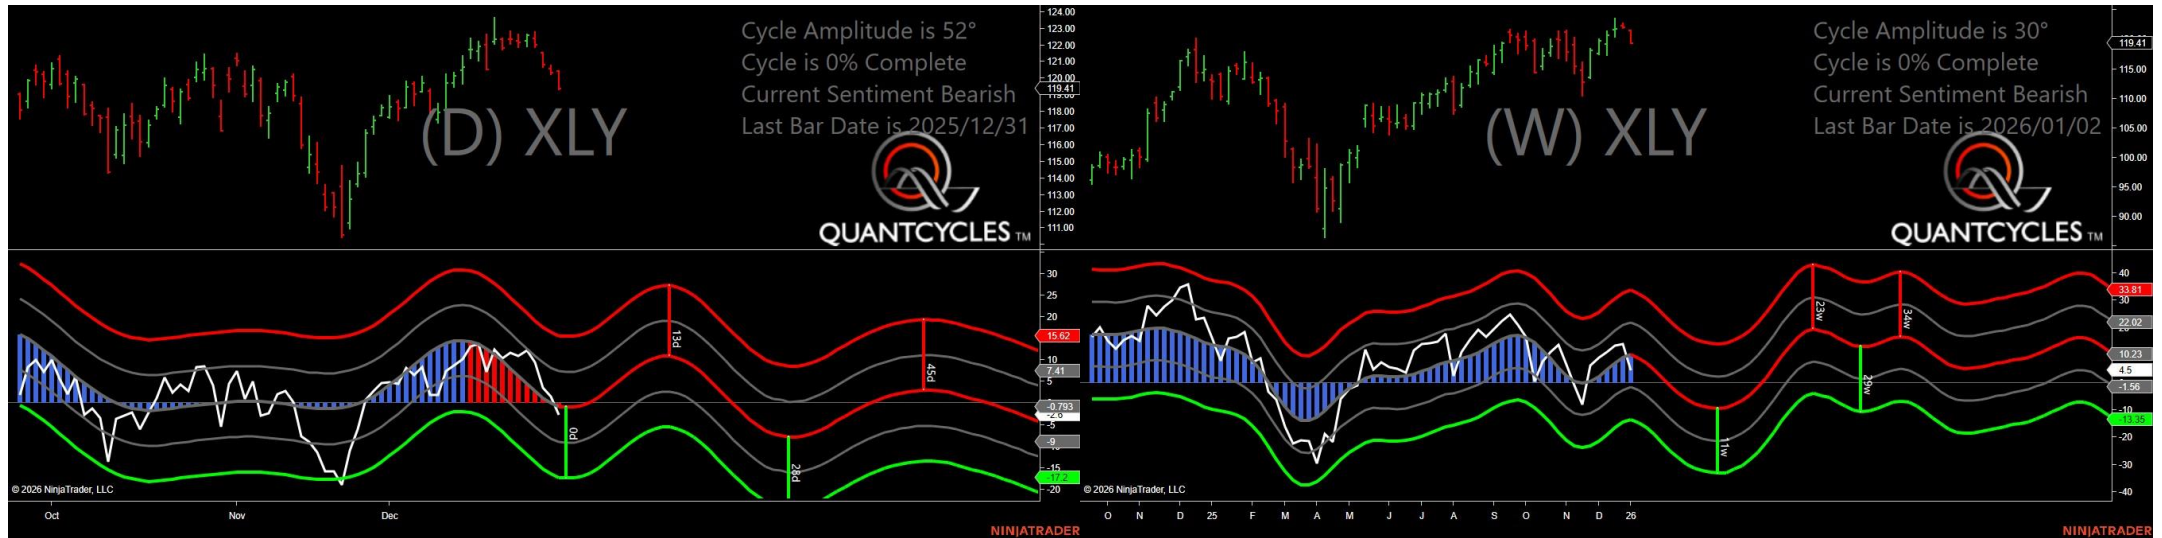 Cycle Amplitude is 52°
Cycle is 0% Complete
Current Sentiment Bearish
Last Bar Date is 2025/12/31
(D) XLY
QUANTCYCLES TM
124.00
123.00
122.00
121.00
120.00
119.41
118.00
117.00
116.00
115.00
114.00
113.00
112.00
111.00
30
25
20
15.62
10
7.41
5
-0.793
-2.6
-5
-9
-15
-17.2
-20
13d
45d
0d
28d
© 2026 NinjaTrader, LLC
Oct Nov Dec
NINJATRADER
Cycle Amplitude is 30°
Cycle is 0% Complete
Current Sentiment Bearish
Last Bar Date is 2026/01/02
(W) XLY
QUANTCYCLES TM
119.41
115.00
110.00
105.00
100.00
95.00
90.00
40
33.81
30
22.02
10.23
4.5
-1.56
-10
-13.35
-20
-30
-40
23w
34w
29w
11w
© 2026 NinjaTrader, LLC
O N D 25 F M A M J J A S O N D 26
NINJATRADER